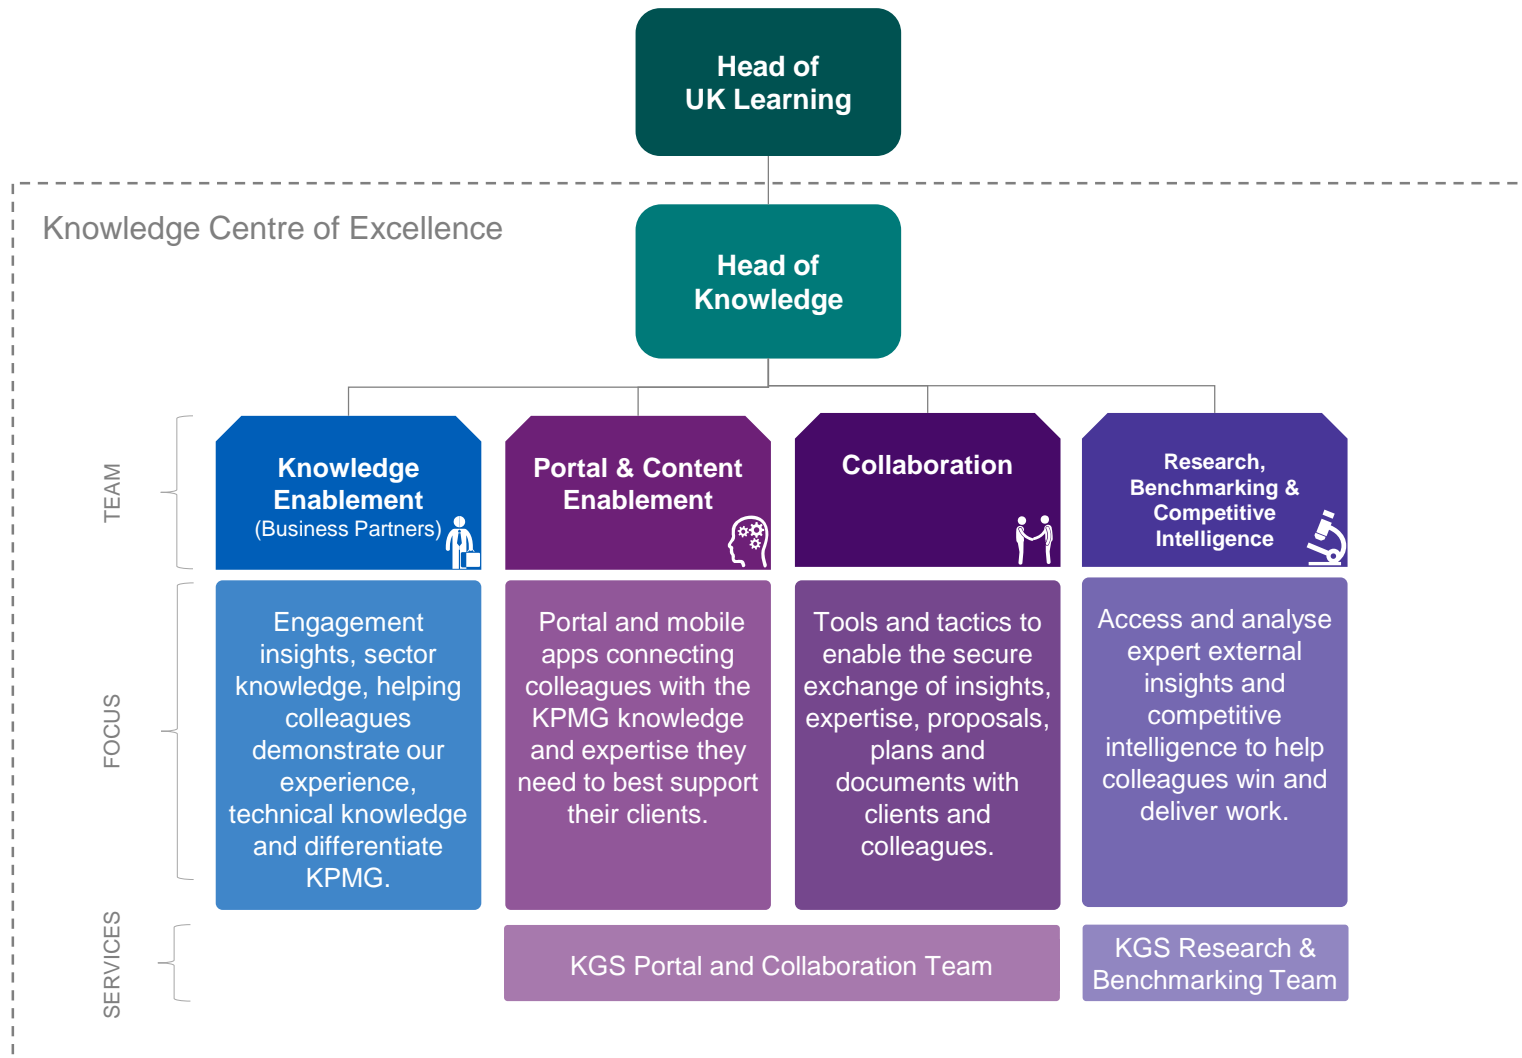 Head of
UK Learning
Knowledge Centre of Excellence
Head of
Knowledge
TEAM
Knowledge
Enablement
(Business Partners)
Portal & Content
Enablement
Collaboration
Research,
Benchmarking &
Competitive
Intelligence
FOCUS
Engagement
insights, sector
knowledge, helping
colleagues
demonstrate our
experience,
technical knowledge
and differentiate
KPMG.
Portal and mobile
apps connecting
colleagues with the
KPMG knowledge
and expertise they
need to best support
their clients.
Tools and tactics to
enable the secure
exchange of insights,
expertise, proposals,
plans and
documents with
clients and
colleagues.
Access and analyse
expert external
insights and
competitive
intelligence to help
colleagues win and
deliver work.
SERVICES
KGS Portal and Collaboration Team
KGS Research &
Benchmarking Team